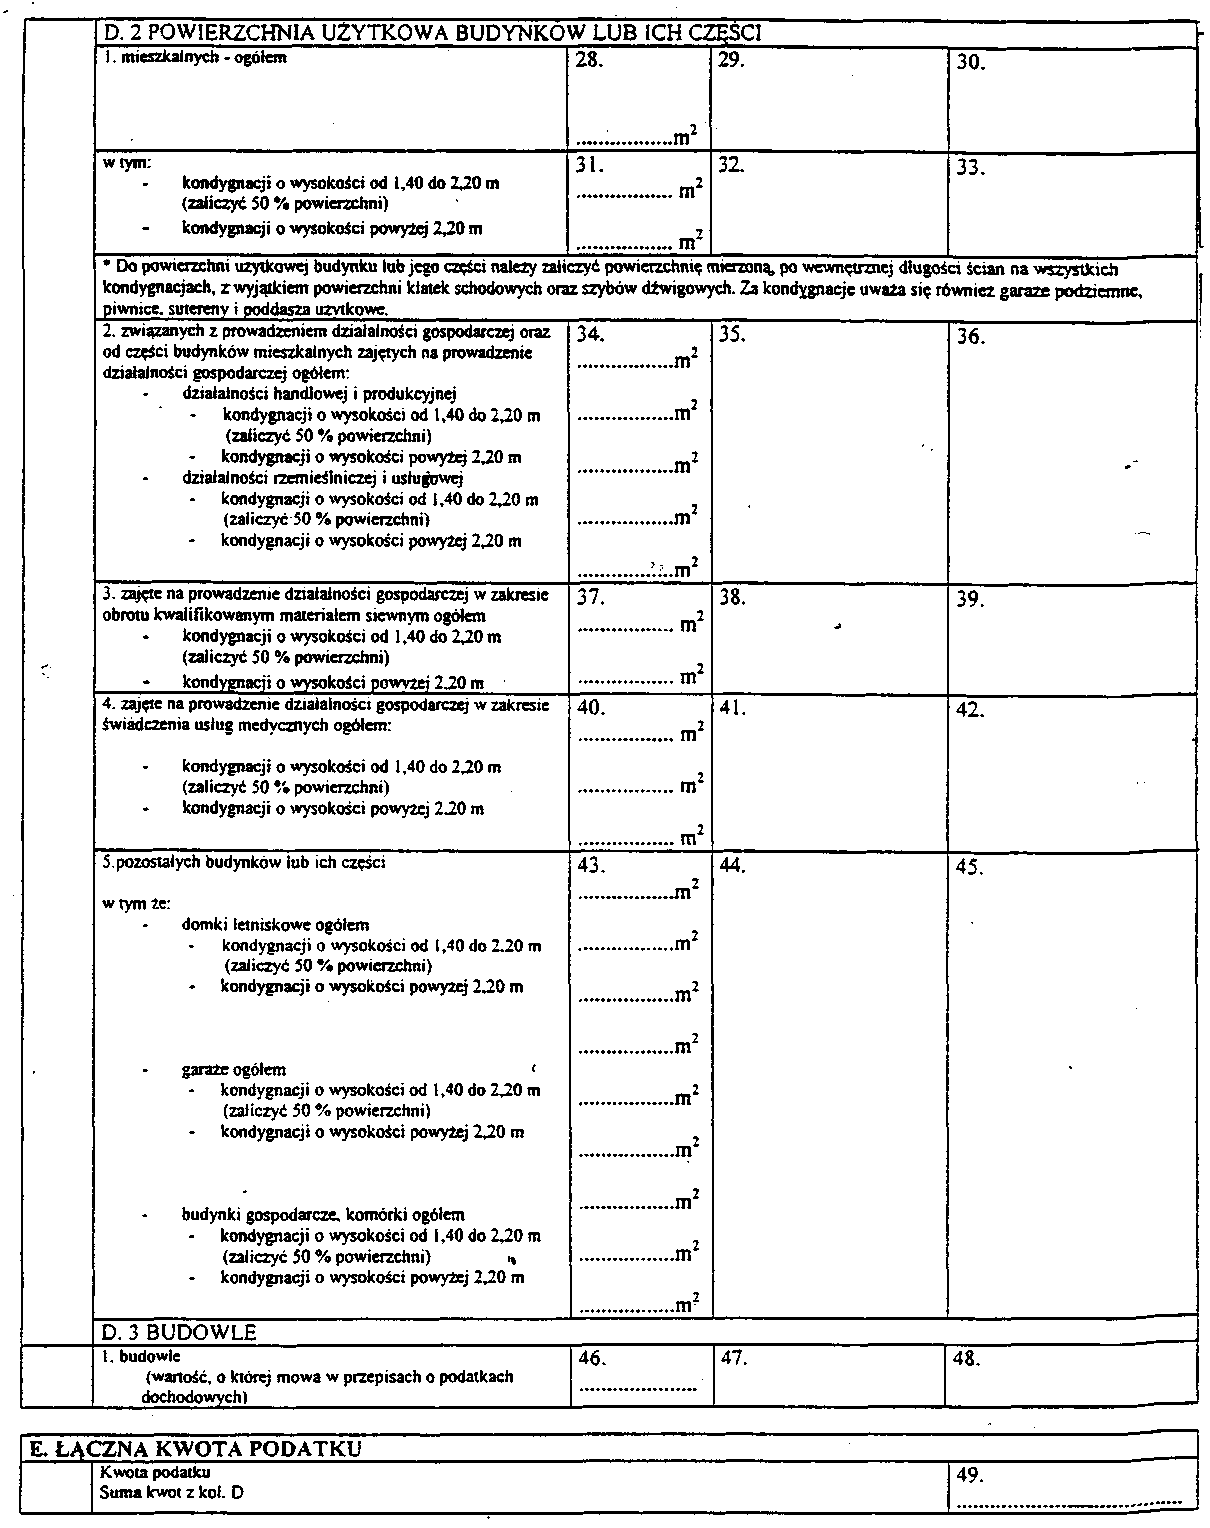 D. 2 POWIERZCHNIA UŻYTKOWA BUDYNKÓW LUB ICH CZĘŚCI
1. mieszkalnych - ogółem
28.
29.
30.
.................m²
w tym:
31.
32.
33.
- kondygnacji o wysokości od 1,40 do 2,20 m
................. m²
(zaliczyć 50 % powierzchni)
- kondygnacji o wysokości powyżej 2,20 m
................. m²
* Do powierzchni użytkowej budynku lub jego części należy zaliczyć powierzchnię mierzoną po wewnętrznej długości ścian na wszystkich
kondygnacjach, z wyjątkiem powierzchni klatek schodowych oraz szybów dźwigowych. Za kondygnacje uważa się również garaże podziemne,
piwnice, sutereny i poddasza użytkowe.
2. związanych z prowadzeniem działalności gospodarczej oraz
34.
35.
36.
od części budynków mieszkalnych zajętych na prowadzenie
.................m²
działalności gospodarczej ogółem:
- działalności handlowej i produkcyjnej
- kondygnacji o wysokości od 1,40 do 2,20 m
.................m²
(zaliczyć 50 % powierzchni)
- kondygnacji o wysokości powyżej 2,20 m
.................m²
- działalności rzemieślniczej i usługowej
- kondygnacji o wysokości od 1,40 do 2,20 m
(zaliczyć 50 % powierzchni)
.................m²
- kondygnacji o wysokości powyżej 2,20 m
.................m²
3. zajęte na prowadzenie działalności gospodarczej w zakresie
37.
38.
39.
obrotu kwalifikowanym materiałem siewnym ogółem
................. m²
- kondygnacji o wysokości od 1,40 do 2,20 m
(zaliczyć 50 % powierzchni)
- kondygnacji o wysokości powyżej 2.20 m
................. m²
4. zajęte na prowadzenie działalności gospodarczej w zakresie
40.
41.
42.
świadczenia usług medycznych ogółem:
................. m²
- kondygnacji o wysokości od 1,40 do 2,20 m
(zaliczyć 50 % powierzchni)
................. m²
- kondygnacji o wysokości powyżej 2.20 m
................. m²
5.pozostałych budynków lub ich części
43.
44.
45.
.................m²
w tym że:
- domki letniskowe ogółem
- kondygnacji o wysokości od 1,40 do 2.20 m
.................m²
(zaliczyć 50 % powierzchni)
- kondygnacji o wysokości powyżej 2.20 m
.................m²
.................m²
- garaże ogółem
- kondygnacji o wysokości od 1,40 do 2,20 m
.................m²
(zaliczyć 50 % powierzchni)
- kondygnacji o wysokości powyżej 2,20 m
.................m²
.................m²
- budynki gospodarcze, komórki ogółem
- kondygnacji o wysokości od 1,40 do 2,20 m
(zaliczyć 50 % powierzchni)
.................m²
- kondygnacji o wysokości powyżej 2,20 m
.................m²
D. 3 BUDOWLE
1. budowle
46.
47.
48.
(wartość, o której mowa w przepisach o podatkach
.....................
dochodowych)
E. ŁĄCZNA KWOTA PODATKU
Kwota podatku
49.
Suma kwot z kol. D
........................................